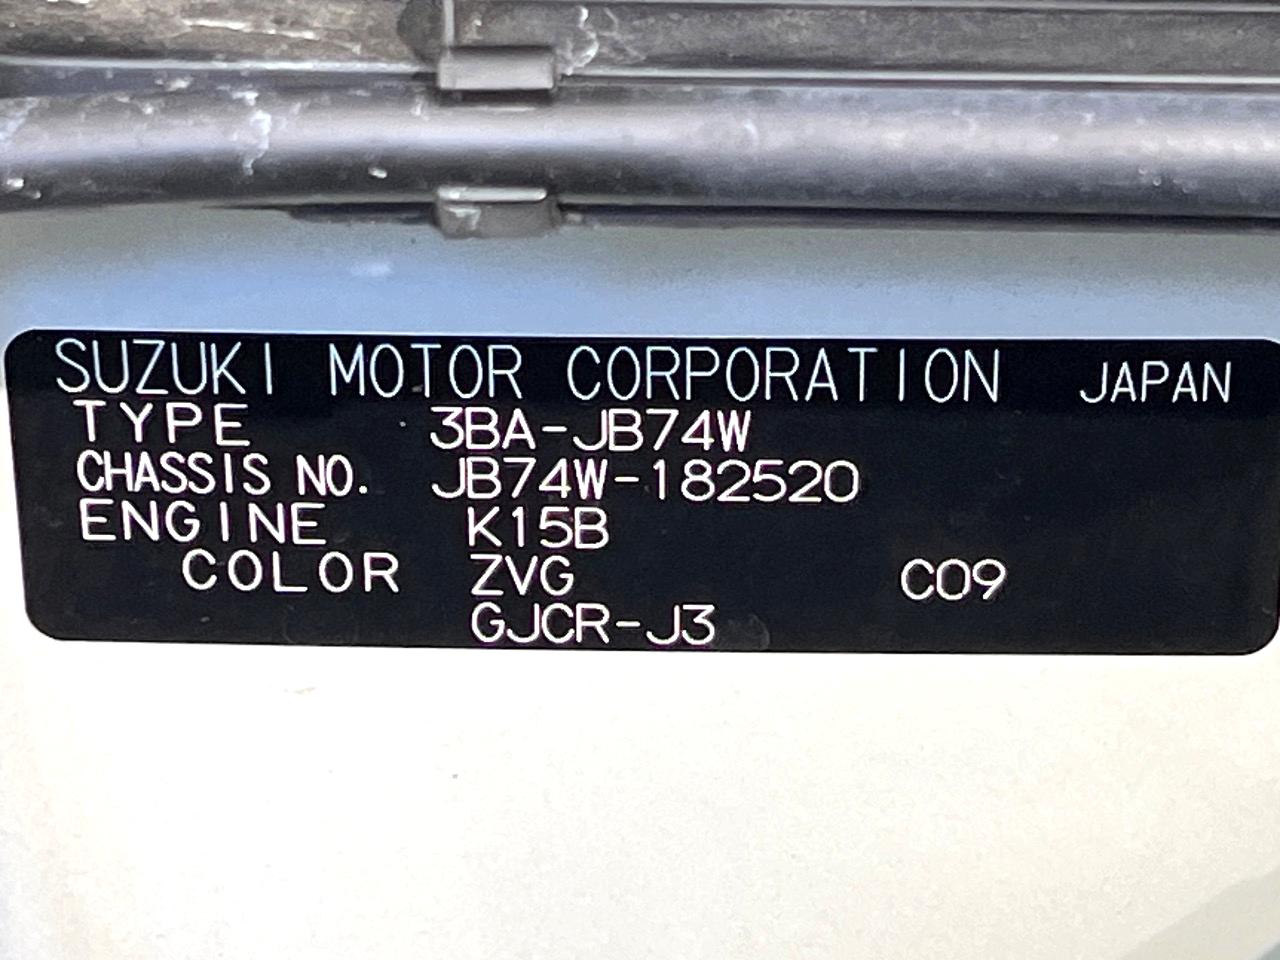 SUZUKI MOTOR CORPORATION JAPAN
TYPE 3BA-JB74W
CHASSIS NO. JB74W-182520
ENGINE K15B
COLOR ZVG C09
GJCR-J3